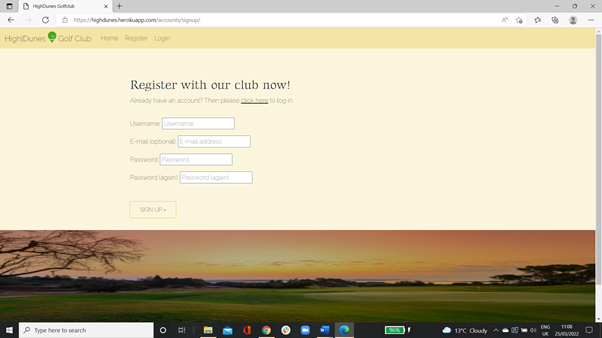 HighDunes Golfclub
https://highdunes.herokuapp.com/accounts/signup/
High|Dunes Golf Club Home Register Login
Register with our club now!
Already have an account? Then please click here to log in.
Username: Username
E-mail (optional): E-mail address
Password: Password
Password (again): Password (again)
SIGN UP »
Type here to search
96%
13°C Cloudy
ENG
UK
11:08
25/03/2022